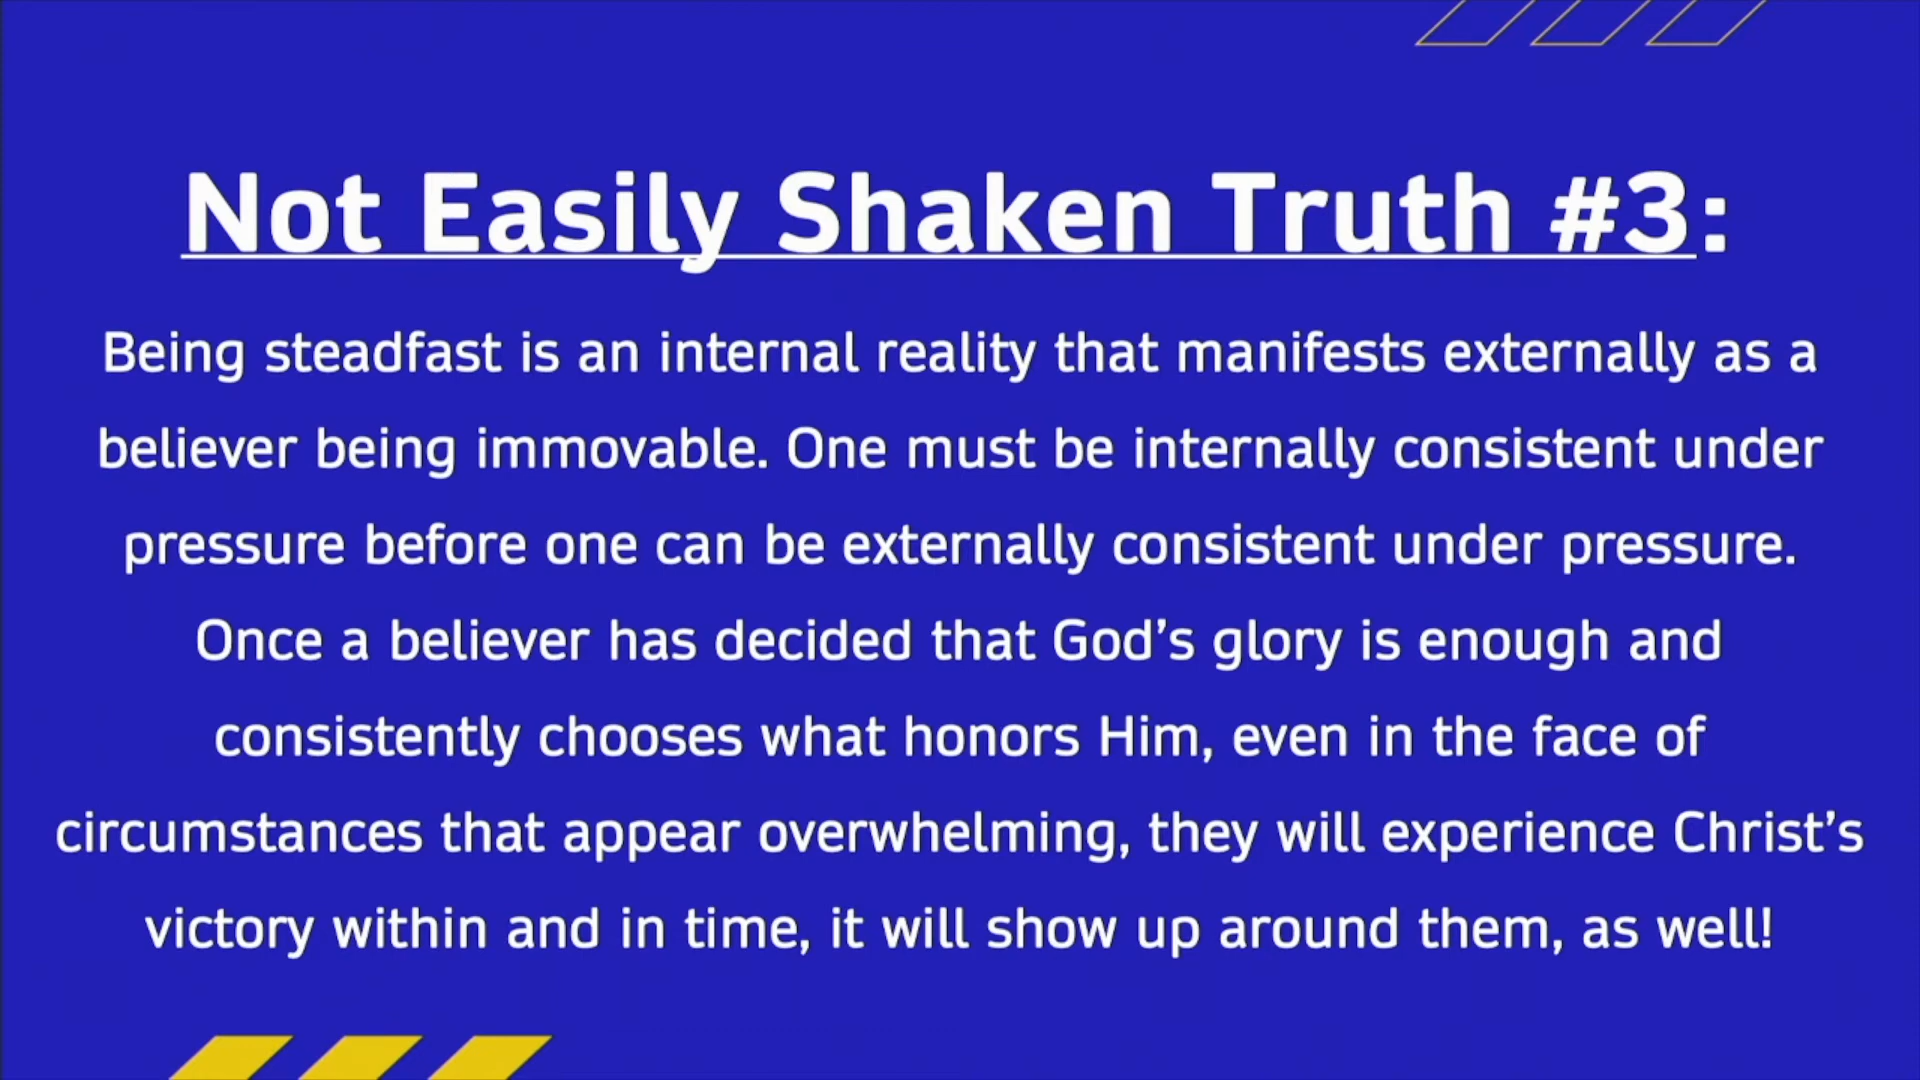 Not Easily Shaken Truth #3:
Being steadfast is an internal reality that manifests externally as a
believer being immovable. One must be internally consistent under
pressure before one can be externally consistent under pressure.
Once a believer has decided that God’s glory is enough and
consistently chooses what honors Him, even in the face of
circumstances that appear overwhelming, they will experience Christ’s
victory within and in time, it will show up around them, as well!